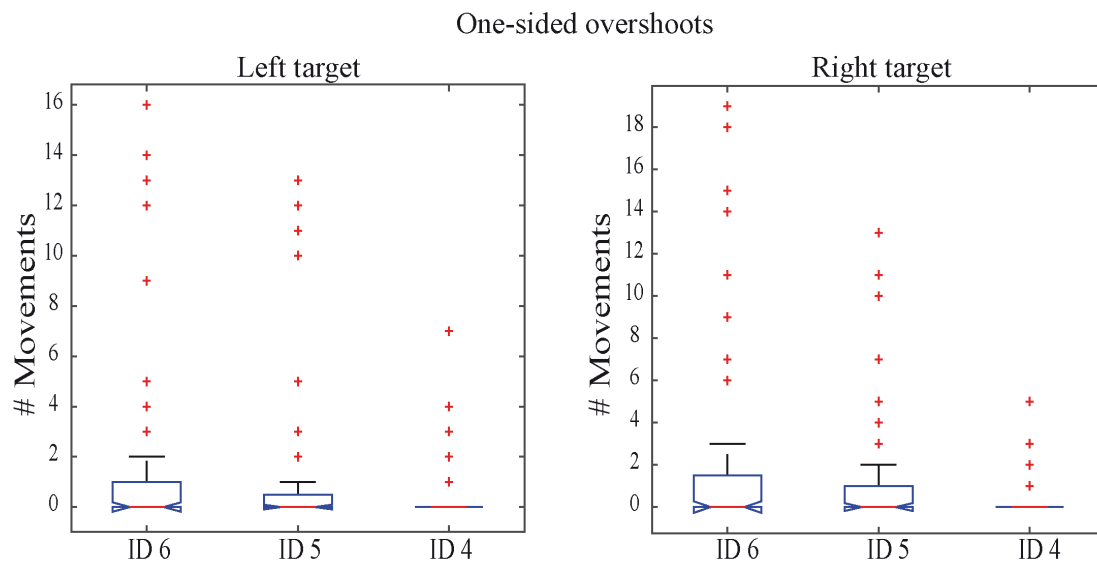 One-sided overshoots
Left target
# Movements
16
14
12
10
8
6
4
2
0
ID 6
ID 5
ID 4
Right target
# Movements
18
16
14
12
10
8
6
4
2
0
ID 6
ID 5
ID 4